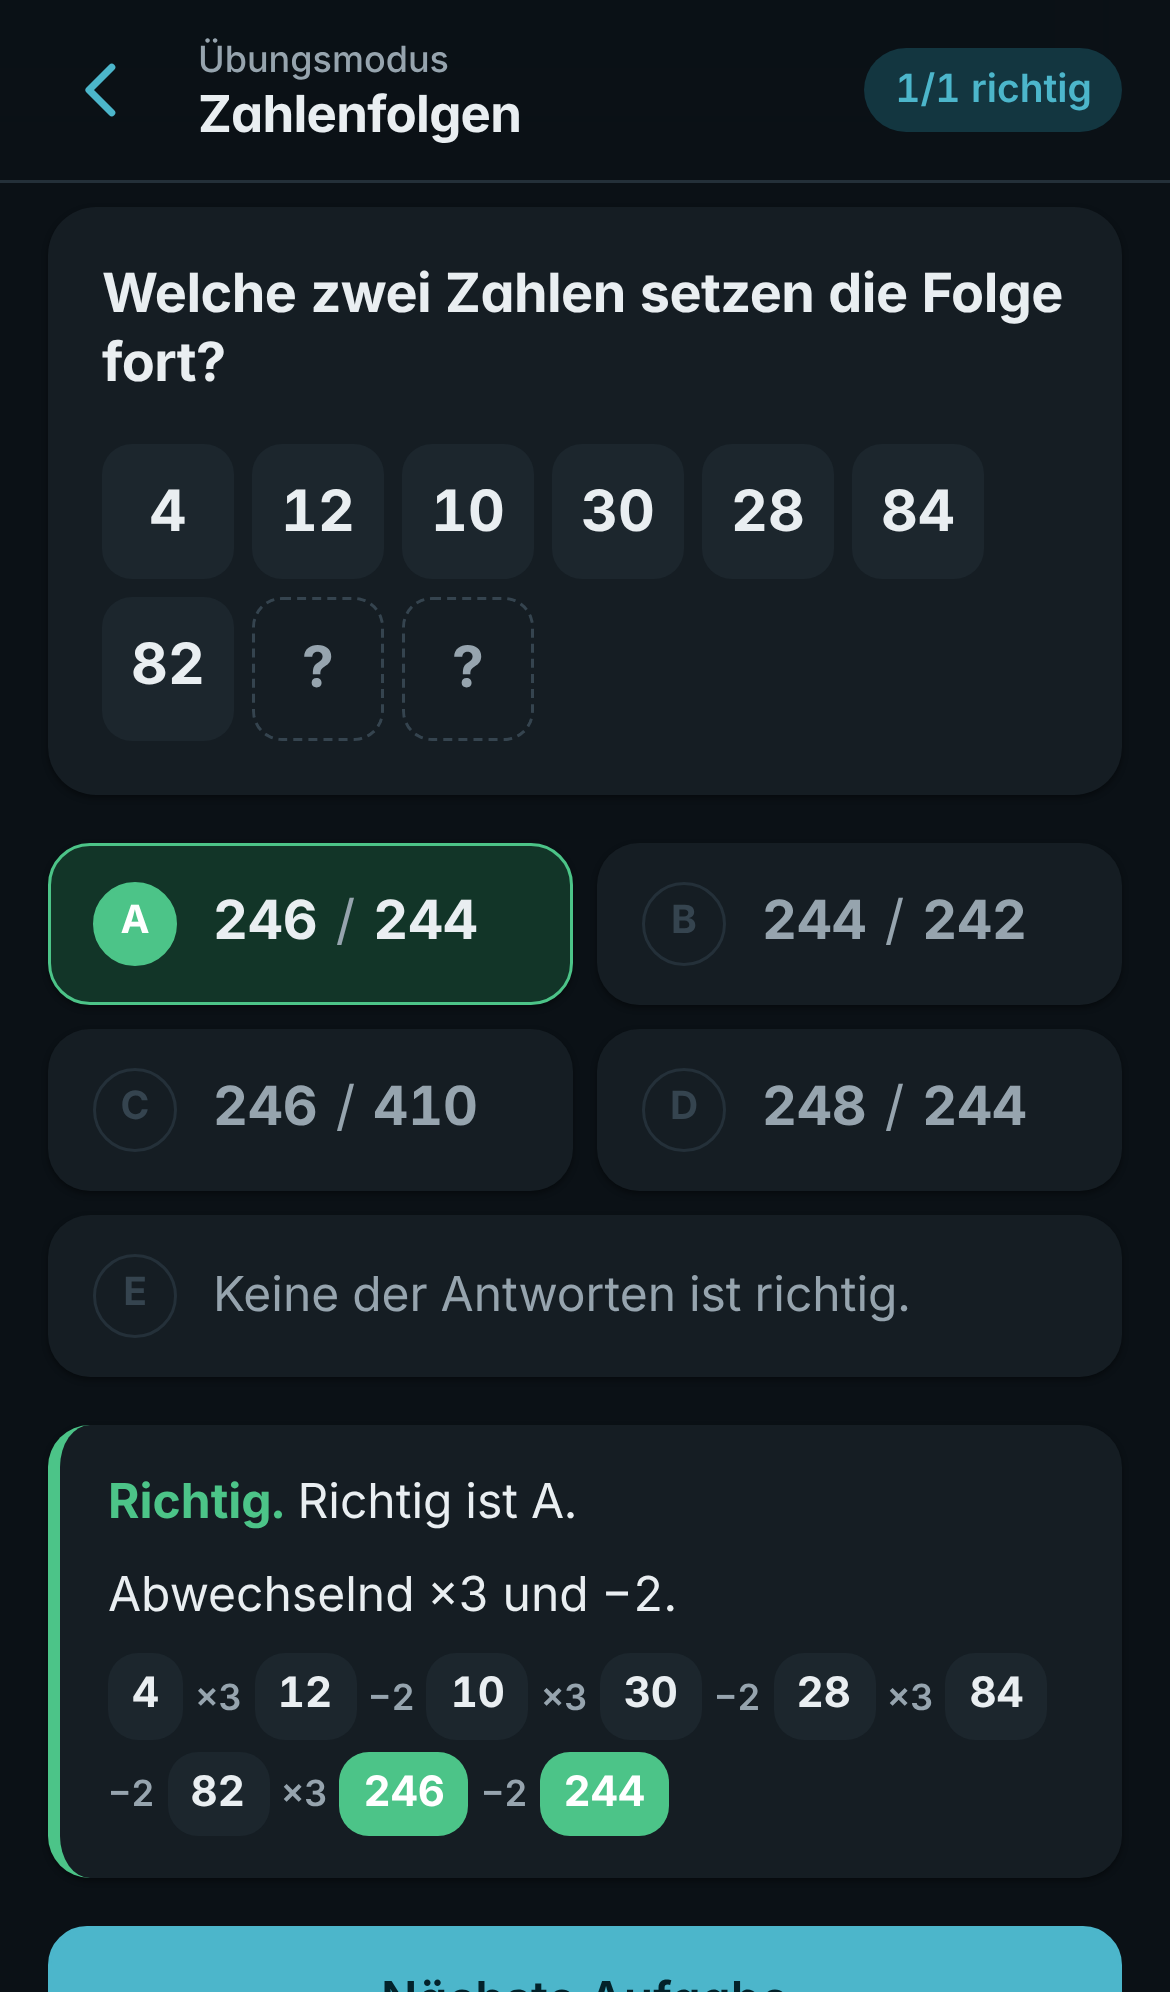 Übungsmodus
Zahlenfolgen
1/1 richtig
Welche zwei Zahlen setzen die Folge
fort?
4 12 10 30 28 84
82 ? ?
A 246 / 244
B 244 / 242
C 246 / 410
D 248 / 244
E Keine der Antworten ist richtig.
Richtig. Richtig ist A.
Abwechselnd ×3 und −2.
4 ×3 12 −2 10 ×3 30 −2 28 ×3 84
−2 82 ×3 246 −2 244
Nächste Aufgabe